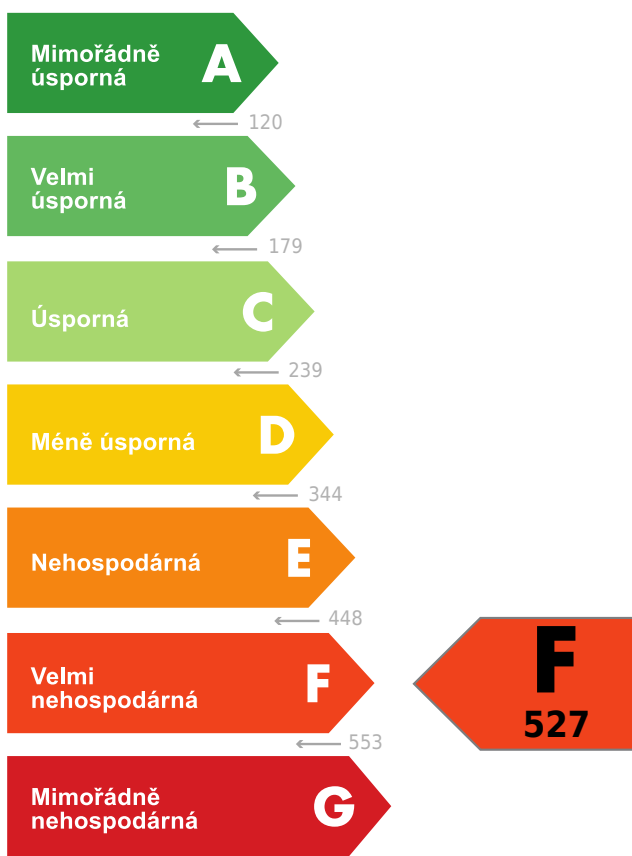 Mimořádně
úsporná
A
120
Velmi
úsporná
B
179
Úsporná C
239
Méně úsporná D
344
Nehospodárná E
448
Velmi
nehospodárná
F
F
527
553
Mimořádně
nehospodárná
G